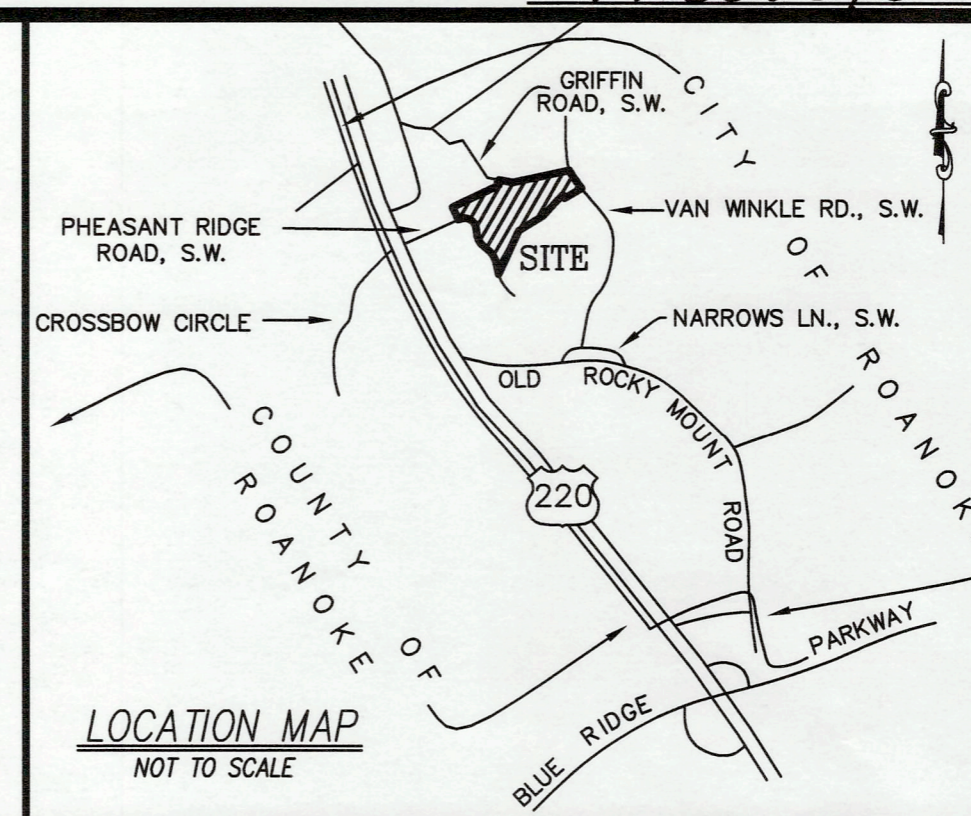 GRIFFIN
ROAD, S.W.
CITY OF ROANOK
PHEASANT RIDGE
ROAD, S.W.
VAN WINKLE RD., S.W.
SITE
CROSSBOW CIRCLE
NARROWS LN., S.W.
OLD ROCKY MOUNT ROAD
COUNTY OF
ROANOKE
220
BLUE RIDGE PARKWAY
LOCATION MAP
NOT TO SCALE